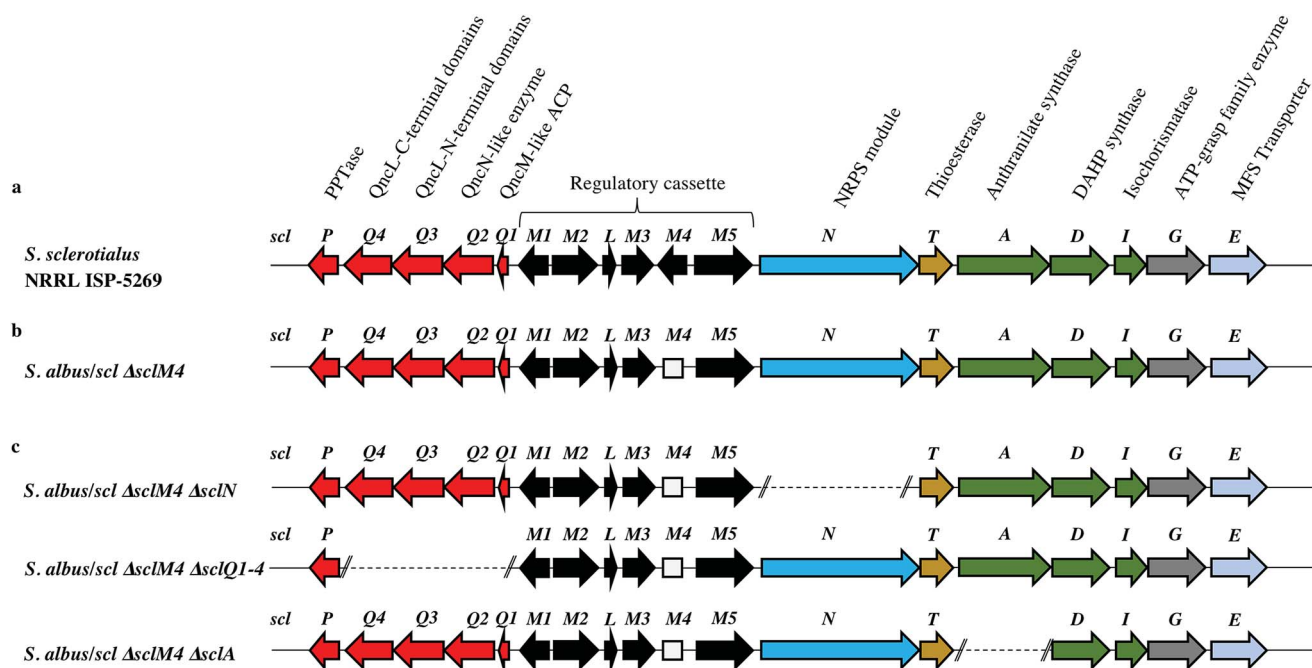 PPTase
QncL-C-terminal domains
QncL-N-terminal domains
QncN-like enzyme
QncM-like ACP
NRPS module
Thioesterase
Anthranilate synthase
DAHP synthase
Isochorismatase
ATP-grasp family enzyme
MFS Transporter
a
Regulatory cassette
scl P Q4 Q3 Q2 Q1 M1 M2 L M3 M4 M5 N T A D I G E
S. sclerotialus
NRRL ISP-5269
b
scl P Q4 Q3 Q2 Q1 M1 M2 L M3 M4 M5 N T A D I G E
S. albus/scl ΔsclM4
c
scl P Q4 Q3 Q2 Q1 M1 M2 L M3 M4 M5 T A D I G E
S. albus/scl ΔsclM4 ΔsclN
scl P M1 M2 L M3 M4 M5 N T A D I G E
S. albus/scl ΔsclM4 ΔsclQ1-4
scl P Q4 Q3 Q2 Q1 M1 M2 L M3 M4 M5 N T D I G E
S. albus/scl ΔsclM4 ΔsclA